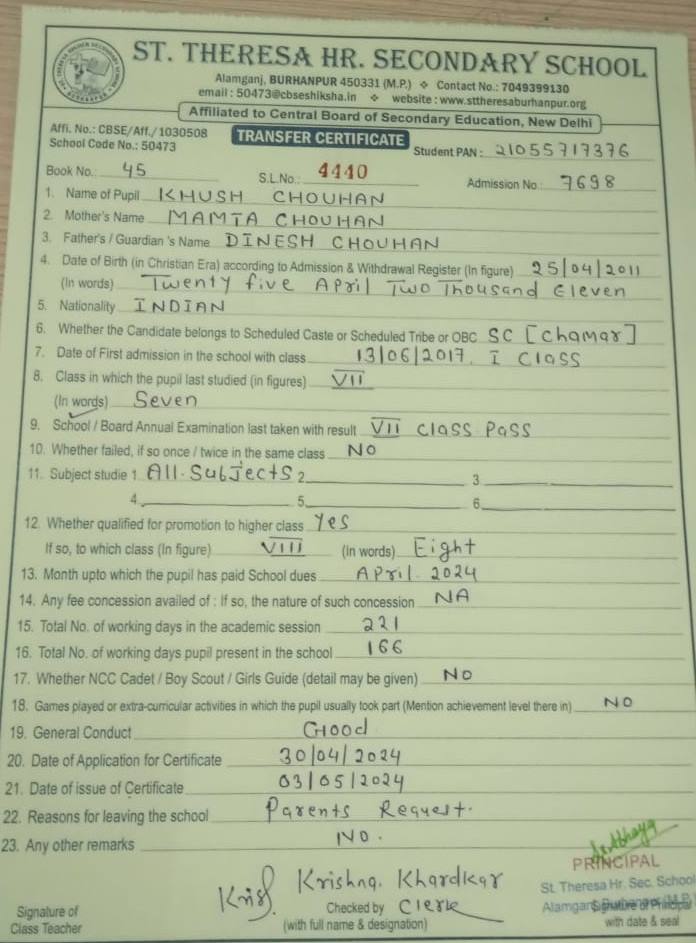 ST. THERESA HR. SECONDARY SCHOOL
Alamganj, BURHANPUR 450331 (M.P.) ❖ Contact No.: 7049399130
email : 50473@cbseshiksha.in ❖ website : www.sttheresaburhanpur.org
Affiliated to Central Board of Secondary Education, New Delhi
Affi. No.: CBSE/Aff./1030508
School Code No.: 50473
TRANSFER CERTIFICATE
Student PAN : 21055717376
Book No. 45 S.L.No.: 4440 Admission No.: 7698
1. Name of Pupil KHUSH CHOUHAN
2. Mother's Name MAMTA CHOUHAN
3. Father's / Guardian 's Name DINESH CHOUHAN
4. Date of Birth (in Christian Era) according to Admission & Withdrawal Register (In figure) 25/04/2011
(In words) Twenty five April Two Thousand Eleven
5. Nationality INDIAN
6. Whether the Candidate belongs to Scheduled Caste or Scheduled Tribe or OBC SC [Chamar]
7. Date of First admission in the school with class 13/06/2017. I Class
8. Class in which the pupil last studied (in figures) VII
(In words) Seven
9. School / Board Annual Examination last taken with result VII Class Pass
10. Whether failed, if so once / twice in the same class NO
11. Subject studie 1 All-Subjects 2 3
4 5 6
12. Whether qualified for promotion to higher class Yes
If so, to which class (In figure) VIII (In words) Eight
13. Month upto which the pupil has paid School dues April. 2024
14. Any fee concession availed of : If so, the nature of such concession NA
15. Total No. of working days in the academic session 221
16. Total No. of working days pupil present in the school 166
17. Whether NCC Cadet / Boy Scout / Girls Guide (detail may be given) NO
18. Games played or extra-curricular activities in which the pupil usually took part (Mention achievement level there in) NO
19. General Conduct Good
20. Date of Application for Certificate 30/04/2024
21. Date of issue of Certificate 03/05/2024
22. Reasons for leaving the school Parents Request.
23. Any other remarks NO.
PRINCIPAL
St. Theresa Hr. Sec. School
Krishna. Khardkar
Signature of
Class Teacher
Checked by Clerk
(with full name & designation)
Signature of Principal
with date & seal